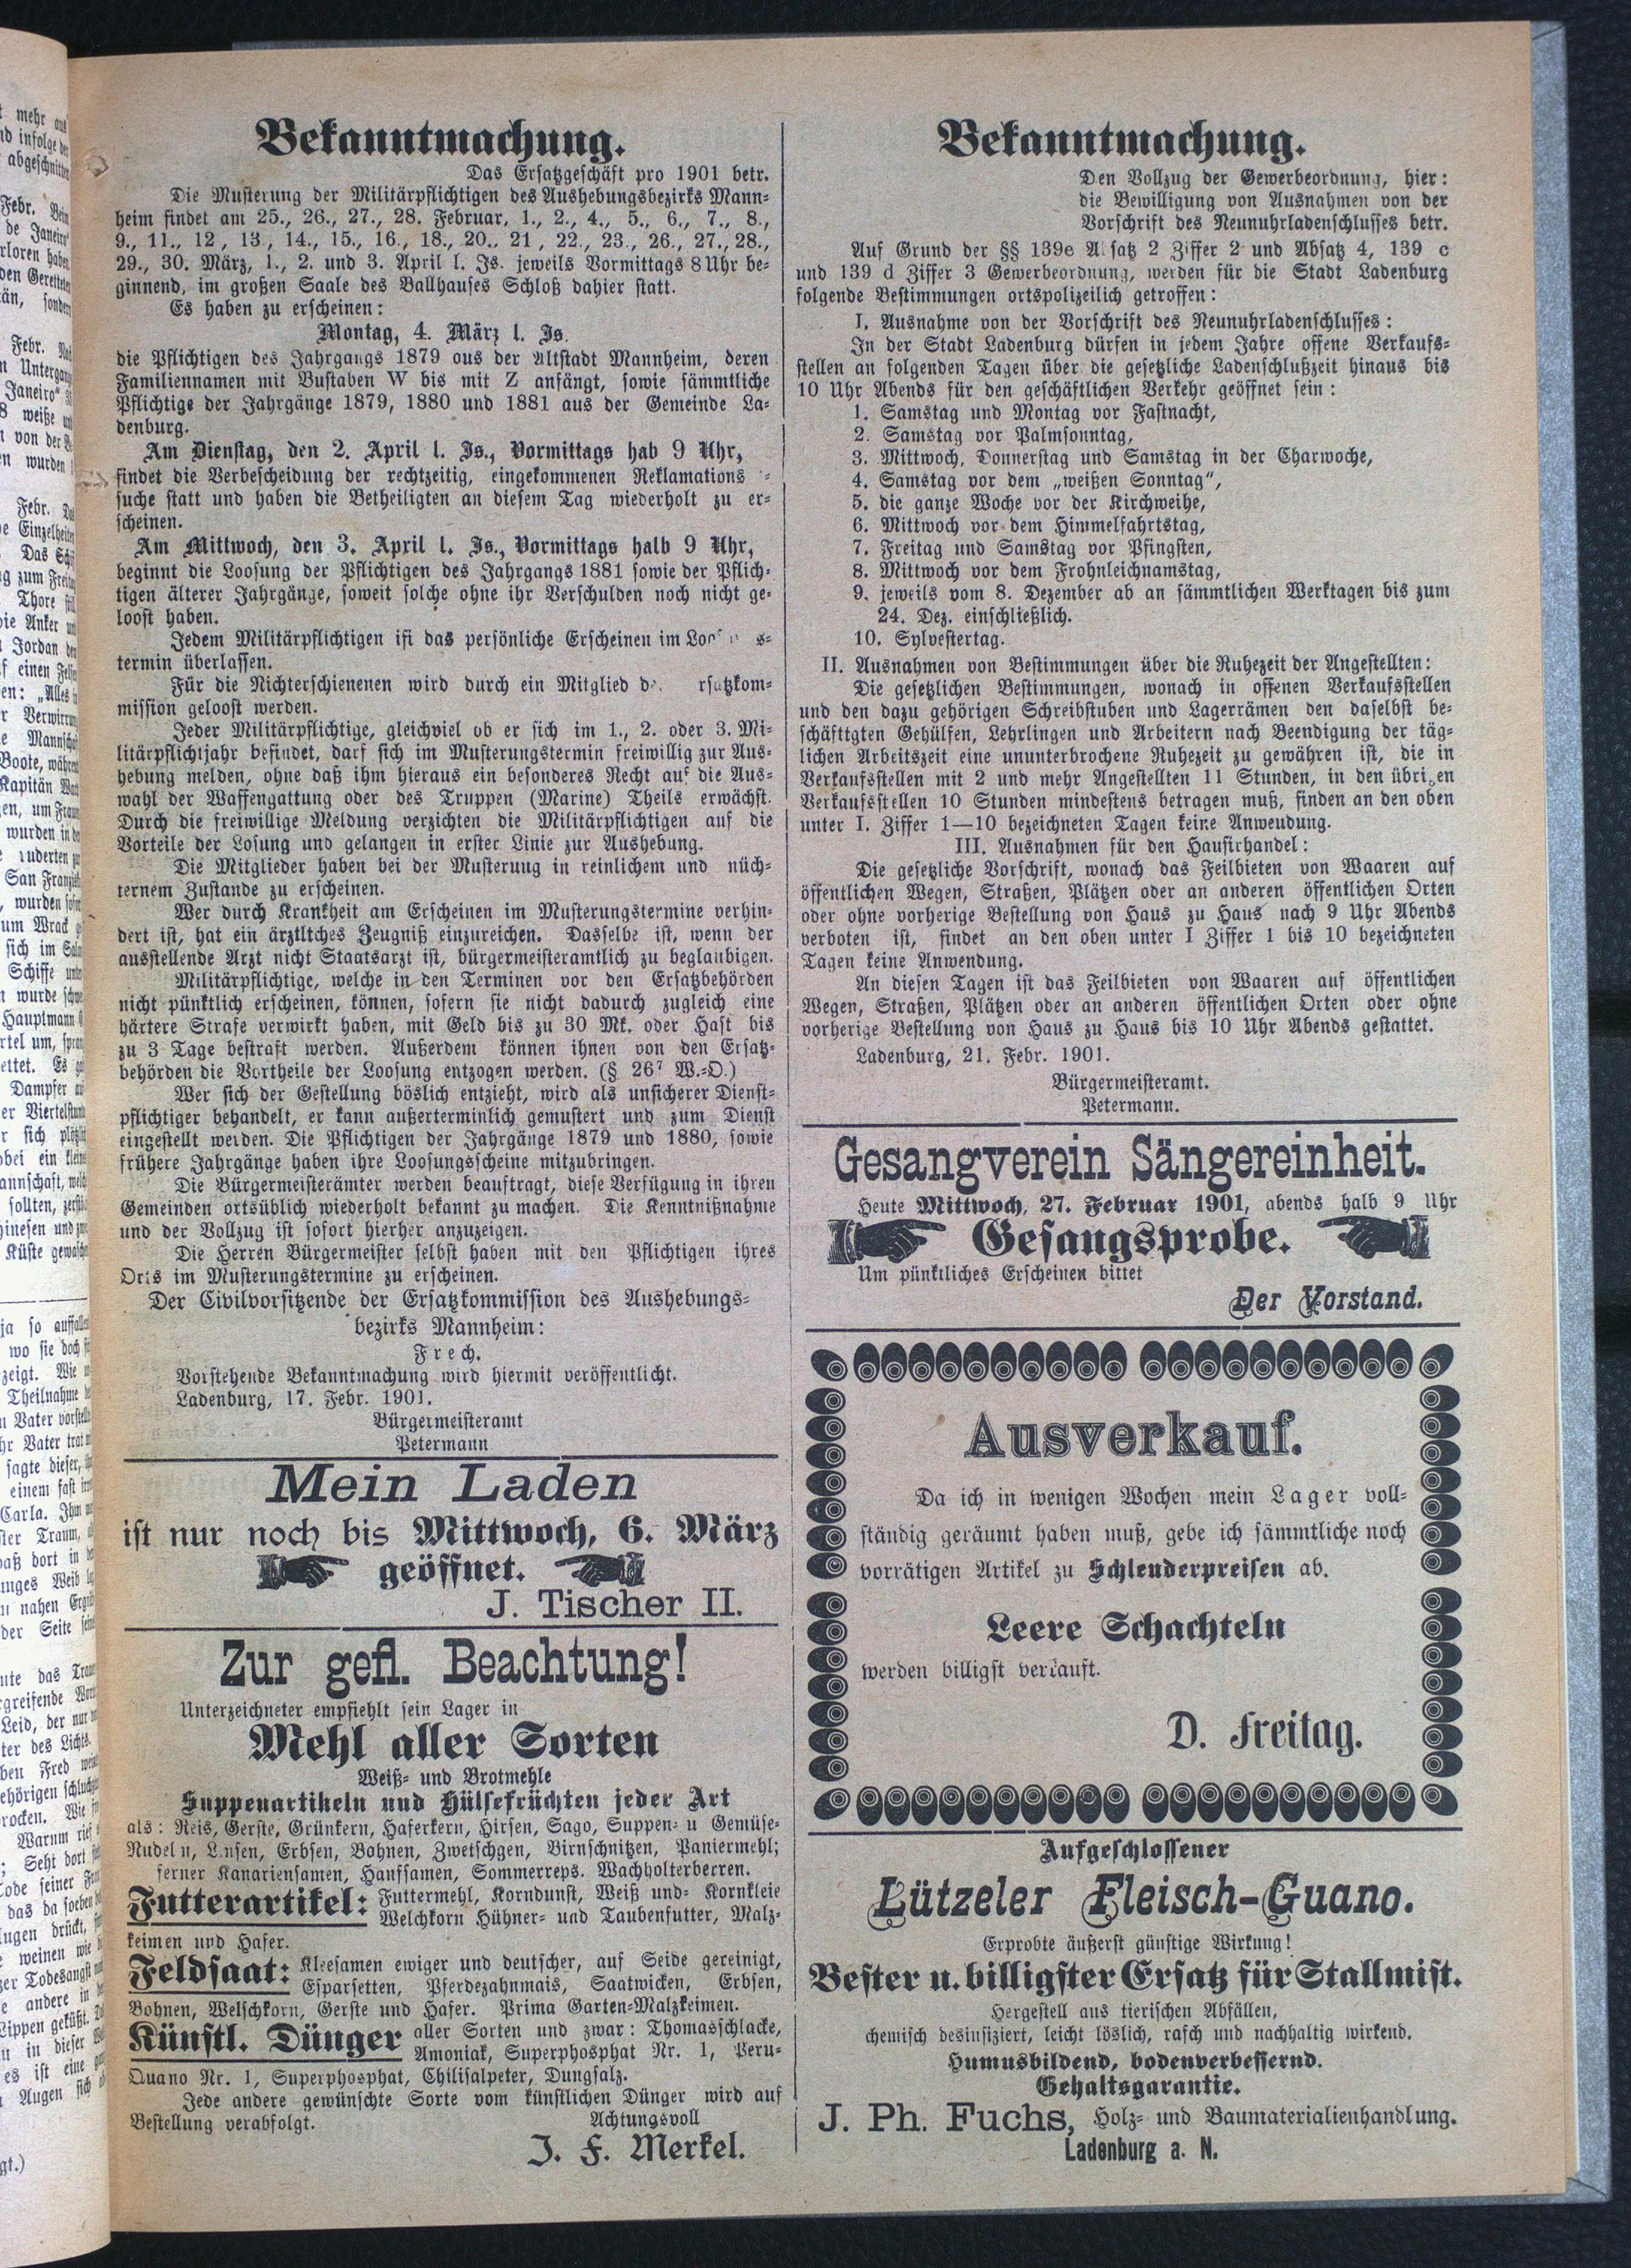 Bekanntmachung.
Das Ersatzgeschäft pro 1901 betr.
Die Musterung der Militärpflichtigen des Aushebungsbezirks Mann-
heim findet am 25., 26., 27., 28. Februar, 1., 2., 4., 5., 6., 7., 8.,
9., 11., 12, 13., 14., 15., 16., 18., 20., 21, 22., 23., 26., 27., 28.,
29., 30. März, 1., 2. und 3. April l. Js. jeweils Vormittags 8 Uhr be-
ginnend, im großen Saale des Ballhauses Schloß dahier statt.
Es haben zu erscheinen:
Montag, 4. März l. Js.
die Pflichtigen des Jahrgangs 1879 ous der Altstadt Mannheim, deren
Familiennamen mit Bustaben W bis mit Z anfängt, sowie sämmtliche
Pflichtige der Jahrgänge 1879, 1880 und 1881 aus der Gemeinde La-
denburg.
Am Dienstag, den 2. April l. Js., Vormittags hab 9 Uhr,
findet die Verbescheidung der rechtzeitig, eingekommenen Reklamations
suche statt und haben die Betheiligten an diesem Tag wiederholt zu er-
scheinen.
Am Mittwoch, den 3. April l. Js., Vormittags halb 9 Uhr,
beginnt die Loosung der Pflichtigen des Jahrgangs 1881 sowie der Pflich-
tigen älterer Jahrgänge, soweit solche ohne ihr Verschulden noch nicht ge-
loost haben.
Jedem Militärpflichtigen ist das persönliche Erscheinen im
termin überlassen.
Für die Nichterschienenen wird durch ein Mitglied rsatzkom-
mission geloost werden.
Jeder Militärpflichtige, gleichviel ob er sich im 1., 2. oder 3. Mi-
litärpflichtjahr befindet, darf sich im Musterungstermin freiwillig zur Aus-
hebung melden, ohne daß ihm hieraus ein besonderes Recht auf die Aus-
wahl der Waffengattung oder des Truppen (Marine) Theils erwächst.
Durch die freiwillige Meldung verzichten die Militärpflichtigen auf die
Vorteile der Losung und gelangen in erster Linie zur Aushebung.
Die Mitglieder haben bei der Musteruug in reinlichem und nüch-
ternem Zustande zu erscheinen.
Wer durch Krankheit am Erscheinen im Musterungstermine verhin-
dert ist, hat ein ärztltches Zeugniß einzureichen. Dasselbe ist, wenn der
ausstellende Arzt nicht Staatsarzt ist, bürgermeisteramtlich zu beglaubigen.
Militärpflichtige, welche in den Terminen vor den Ersatzbehörden
nicht pünktlich erscheinen, können, sofern sie nicht dadurch zugleich eine
härtere Strafe verwirkt haben, mit Geld bis zu 30 Mk. oder Haft bis
zu 3 Tage bestraft werden. Außerdem können ihnen von den Ersatz-
behörden die Vortheile der Loosung entzogen werden. (§ 267 W.-O.)
Wer sich der Gestellung böslich entzieht, wird als unsicherer Dienst-
pflichtiger behandelt, er kann außerterminlich gemustert und zum Dienst
eingestellt werden. Die Pflichtigen der Jahrgänge 1879 und 1880, sowie
frühere Jahrgänge haben ihre Loosungsscheine mitzubringen.
Die Bürgermeisterämter werden beauftragt, diese Verfügung in ihren
Gemeinden ortsüblich wiederholt bekannt zu machen. Die Kenntnißnahme
und der Vollzug ist sofort hierher anzuzeigen.
Die Herren Bürgermeister selbst haben mit den Pflichtigen ihres
Orts im Musterungstermine zu erscheinen.
Der Civilvorsitzende der Ersatzkommission des Aushebungs-
bezirks Mannheim:
Frech.
Vorstehende Bekanntmachung wird hiermit veröffentlicht.
Ladenburg, 17. Febr. 1901.
Bürgermeisteramt
Petermann
Mein Laden
ist nur noch bis Mittwoch, 6. März
geöffnet.
J. Tischer II.
Zur gefl. Beachtung!
Unterzeichneter empfiehlt sein Lager in
Mehl aller Sorten
Weiß- und Brotmehle
Suppenartikeln und Hülsefrüchten jeder Art
als: Reis, Gerste, Grünkern, Haferkern, Hirsen, Sago, Suppen- u Gemüse-
Nudeln, Linsen, Erbsen, Bohnen, Zwetschgen, Birnschnitzen, Paniermehl;
ferner Kanariensamen, Hanfsamen, Sommerreps. Wachholterbecren.
Futterartikel: Futtermehl, Korndunst, Weiß und- Kornkleie
Welchkorn Hühner- und Taubenfutter, Malz-
keimen und Hafer.
Feldsaat: Kleesamen ewiger und deutscher, auf Seide gereinigt,
Esparsetten, Pferdezahnmais, Saatwicken, Erbsen,
Bohnen, Welschkorn, Gerste und Hafer. Prima Garten-Malzkeimen.
Künstl. Dünger aller Sorten und zwar: Thomasschlacke,
Amoniak, Superphosphat Nr. 1, Peru-
Quano Nr. 1, Superphosphat, Chilisalpeter, Dungsalz.
Jede andere gewünschte Sorte vom künstlichen Dünger wird auf
Bestellung verabfolgt. Achtungsvoll
J. F. Merkel.
Bekanntmachung.
Den Vollzug der Gewerbeordnung, hier:
die Bewilligung von Ausnahmen von der
Vorschrift des Neunuhrladenschlusses betr.
Auf Grund der §§ 139e Absatz 2 Ziffer 2 und Absatz 4, 139 c
und 139 d Ziffer 3 Gewerbeordnung, werden für die Stadt Ladenburg
folgende Bestimmungen ortspolizeilich getroffen:
I. Ausnahme von der Vorschrift des Neunuhrladenschlusses:
In der Stadt Ladenburg dürfen in jedem Jahre offene Verkaufs-
stellen an folgenden Tagen über die gesetzliche Ladenschlußzeit hinaus bis
10 Uhr Abends für den geschäftlichen Verkehr geöffnet sein:
1. Samstag und Montag vor Fastnacht,
2. Samstag vor Palmsonntag,
3. Mittwoch, Donnerstag und Samstag in der Charwoche,
4. Samstag vor dem „weißen Sonntag“,
5. die ganze Woche vor der Kirchweihe,
6. Mittwoch vor dem Himmelfahrtstag,
7. Freitag und Samstag vor Pfingsten,
8. Mittwoch vor dem Frohnleichnamstag,
9. jeweils vom 8. Dezember ab an sämmtlichen Werktagen bis zum
24. Dez. einschließlich.
10. Sylvestertag.
II. Ausnahmen von Bestimmungen über die Ruhezeit der Angestellten:
Die gesetzlichen Bestimmungen, wonach in offenen Verkaufsstellen
und den dazu gehörigen Schreibstuben und Lagerrämen den daselbst be-
schäfttgten Gehülfen, Lehrlingen und Arbeitern nach Beendigung der täg-
lichen Arbeitszeit eine ununterbrochene Ruhezeit zu gewähren ist, die in
Verkaufsstellen mit 2 und mehr Angestellten 11 Stunden, in den übrigen
Verkaufsstellen 10 Stunden mindestens betragen muß, finden an den oben
unter I. Ziffer 1—10 bezeichneten Tagen keine Anwendung.
III. Ausnahmen für den Hausirhandel:
Die gesetzliche Vorschrift, wonach das Feilbieten von Waaren auf
öffentlichen Wegen, Straßen, Plätzen oder an anderen öffentlichen Orten
oder ohne vorherige Bestellung von Haus zu Haus nach 9 Uhr Abends
verboten ist, findet an den oben unter I Ziffer 1 bis 10 bezeichneten
Tagen keine Anwendung.
An diesen Tagen ist das Feilbieten von Waaren auf öffentlichen
Wegen, Straßen, Plätzen oder an anderen öffentlichen Orten oder ohne
vorherige Bestellung von Haus zu Haus bis 10 Uhr Abends gestattet.
Ladenburg, 21. Febr. 1901.
Bürgermeisteramt.
Petermann.
Gesangverein Sängereinheit.
Heute Mittwoch, 27. Februar 1901, abends halb 9 Uhr
Gesangsprobe.
Um pünktliches Erscheinen bittet
Der Vorstand.
Ausverkauf.
Da ich in wenigen Wochen mein Lager voll-
ständig geräumt haben muß, gebe ich sämmtliche noch
vorrätigen Artikel zu Schleuderpreisen ab.
Leere Schachteln
werden billigst verkauft.
D. Freitag.
Aufgeschlossener
Lützeler Fleisch-Guano.
Erprobte äußerst günstige Wirkung!
Bester u. billigster Ersatz für Stallmist.
Hergestell aus tierischen Abfällen,
chemisch desinfiziert, leicht löslich, rasch und nachhaltig wirkend.
Humusbildend, bodenverbessernd.
Gehaltsgarantie.
J. Ph. Fuchs, Holz- und Baumaterialienhandlung.
Ladenburg a. N.